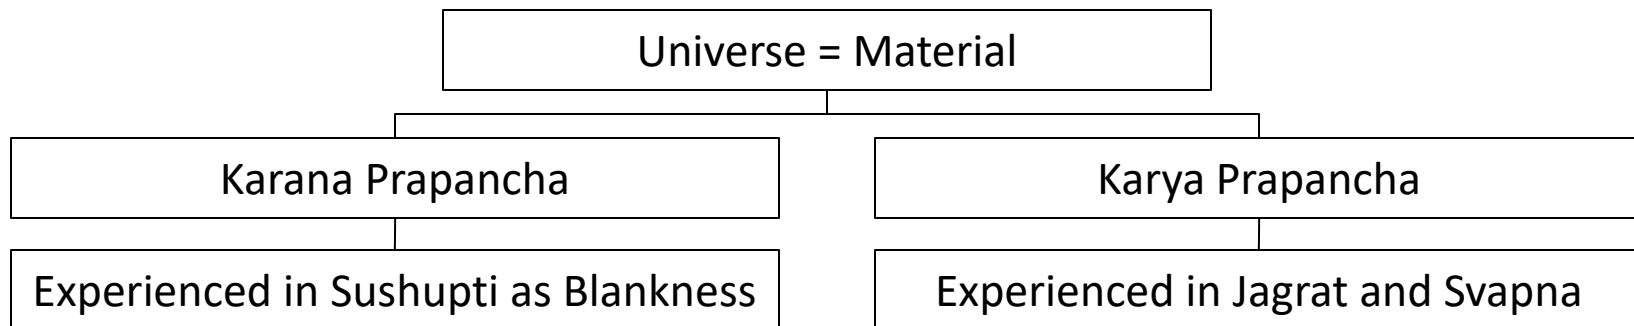 Universe = Material
Karana Prapancha
Karya Prapancha
Experienced in Sushupti as Blankness
Experienced in Jagrat and Svapna